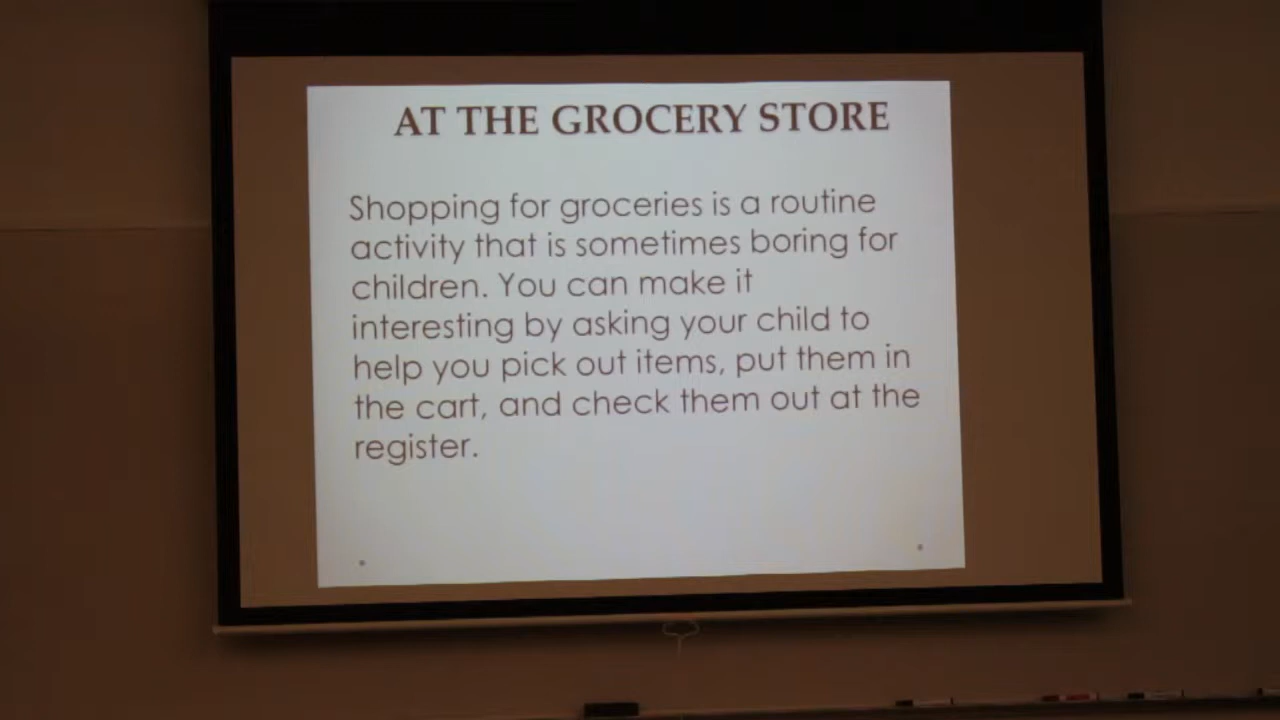 AT THE GROCERY STORE
Shopping for groceries is a routine
activity that is sometimes boring for
children. You can make it
interesting by asking your child to
help you pick out items, put them in
the cart, and check them out at the
register.